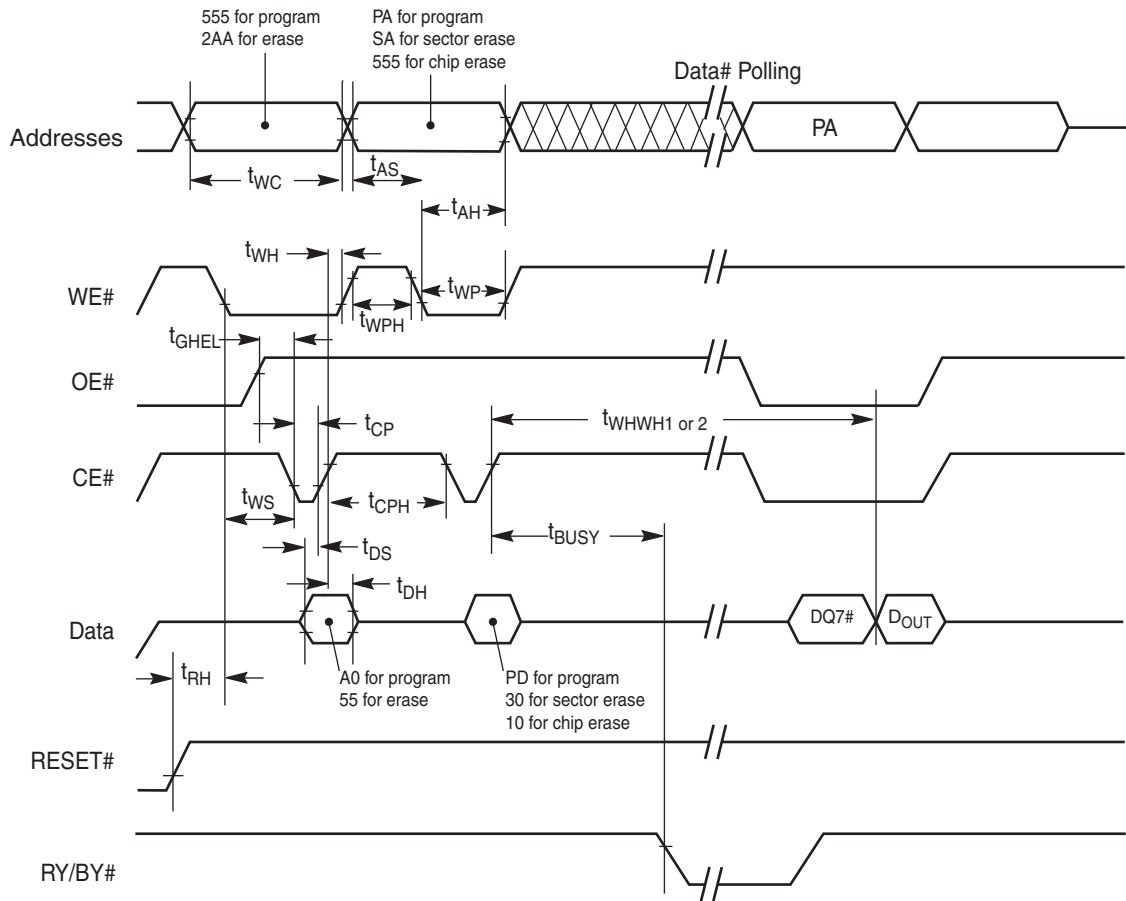 555 for program
2AA for erase
PA for program
SA for sector erase
555 for chip erase
Data# Polling
Addresses
PA
tWC
tAS
tAH
tWH
WE#
tWP
tWPH
tGHEL
OE#
tWHWH1 or 2
tCP
CE#
tWS
tCPH
tBUSY
tDS
tDH
Data
DQ7#
DOUT
tRH
A0 for program
55 for erase
PD for program
30 for sector erase
10 for chip erase
RESET#
RY/BY#